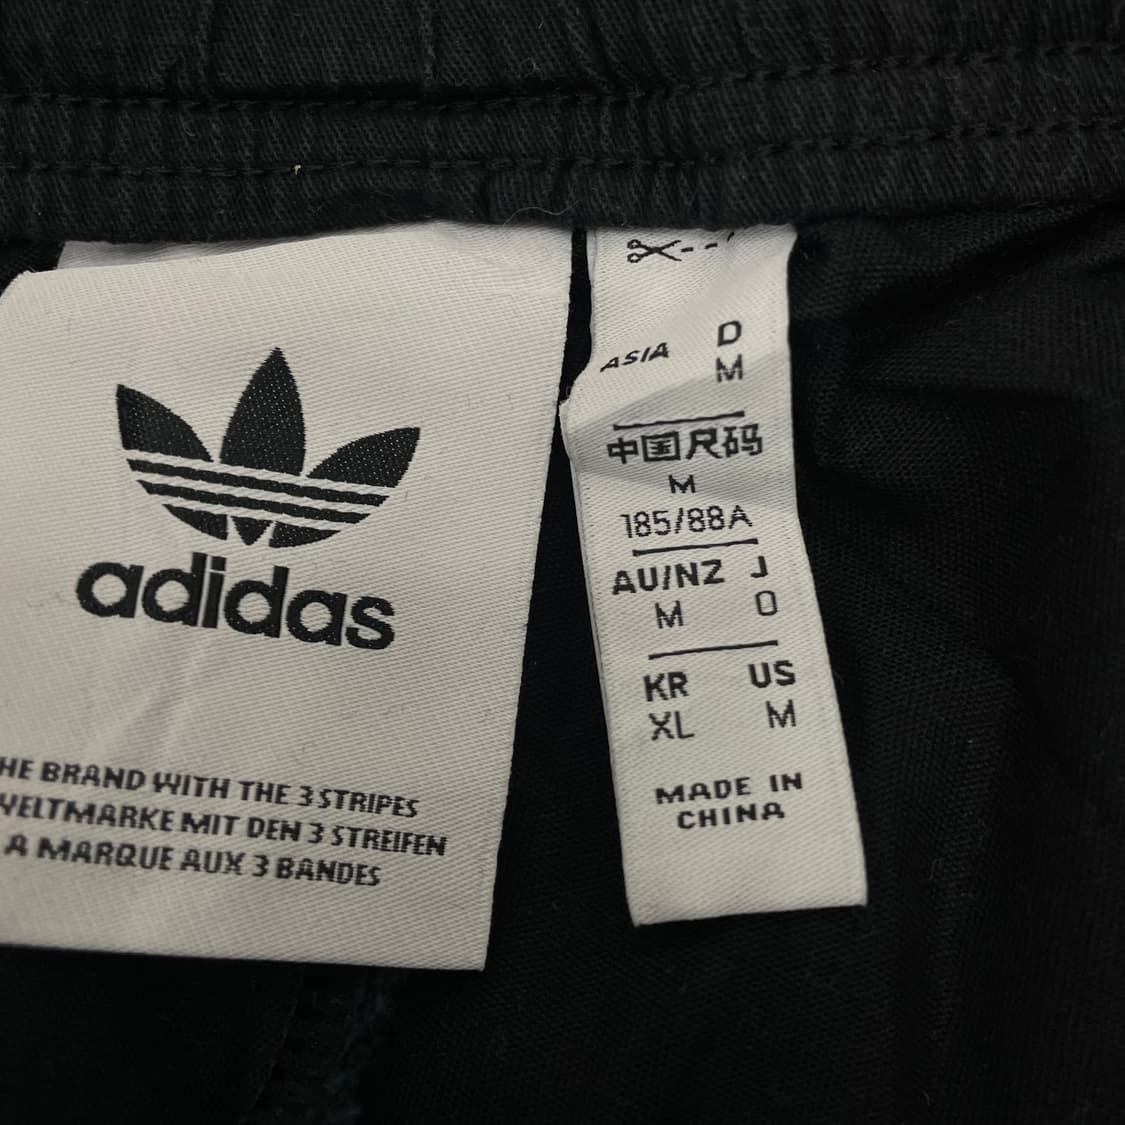 adidas
HE BRAND WITH THE 3 STRIPES
WELTMARKE MIT DEN 3 STREIFEN
A MARQUE AUX 3 BANDES
ASIA D
M
中国尺码
M
185/88A
AU/NZ J
M O
KR US
XL M
MADE IN
CHINA